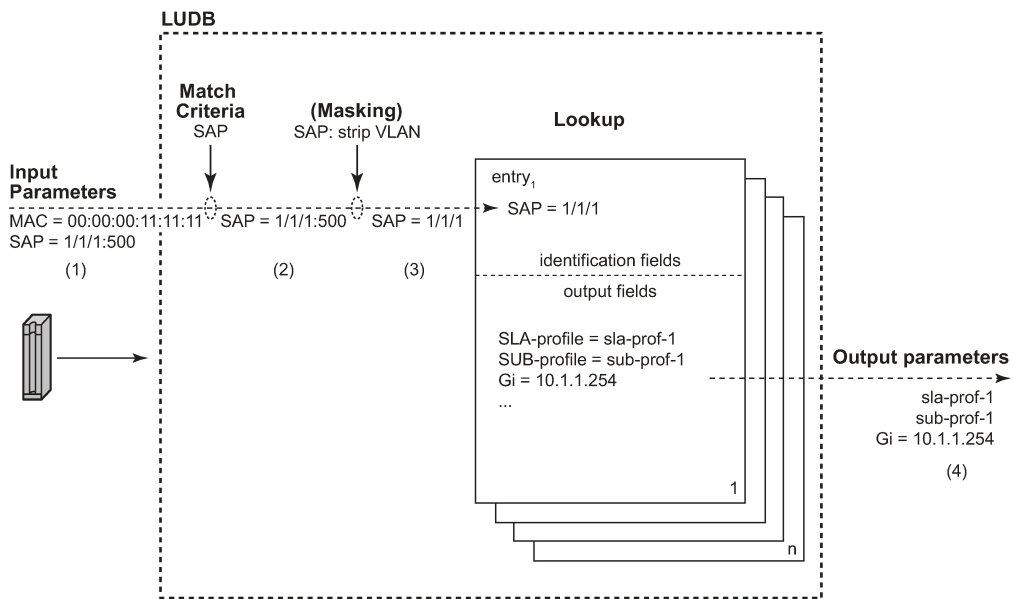 LUDB
Match
Criteria
SAP
(Masking)
SAP: strip VLAN
Lookup
Input
Parameters
MAC = 00:00:00:11:11:11
SAP = 1/1/1:500
(1)
SAP = 1/1/1:500
(2)
SAP = 1/1/1
(3)
entry1
SAP = 1/1/1
identification fields
output fields
SLA-profile = sla-prof-1
SUB-profile = sub-prof-1
Gi = 10.1.1.254
...
1
n
Output parameters
sla-prof-1
sub-prof-1
Gi = 10.1.1.254
(4)